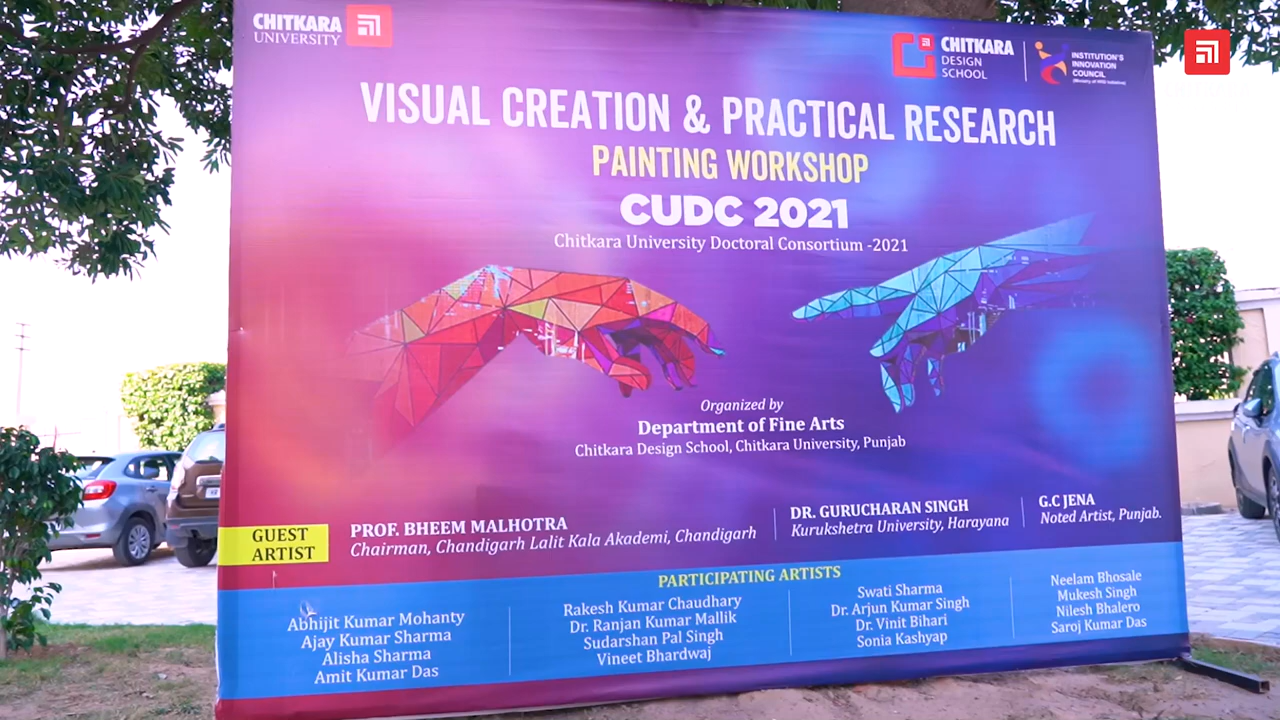 CHITKARA
UNIVERSITY
CHITKARA
DESIGN
SCHOOL
INSTITUTION'S
INNOVATION
COUNCIL
(Ministry of HRD Initiative)
VISUAL CREATION & PRACTICAL RESEARCH
PAINTING WORKSHOP
CUDC 2021
Chitkara University Doctoral Consortium -2021
Organized by
Department of Fine Arts
Chitkara Design School, Chitkara University, Punjab
GUEST
ARTIST
PROF. BHEEM MALHOTRA
Chairman, Chandigarh Lalit Kala Akademi, Chandigarh
DR. GURUCHARAN SINGH
Kurukshetra University, Harayana
G.C JENA
Noted Artist, Punjab.
PARTICIPATING ARTISTS
Abhijit Kumar Mohanty
Ajay Kumar Sharma
Alisha Sharma
Amit Kumar Das
Rakesh Kumar Chaudhary
Dr. Ranjan Kumar Mallik
Sudarshan Pal Singh
Vineet Bhardwaj
Swati Sharma
Dr. Arjun Kumar Singh
Dr. Vinit Bihari
Sonia Kashyap
Neelam Bhosale
Mukesh Singh
Nilesh Bhalero
Saroj Kumar Das